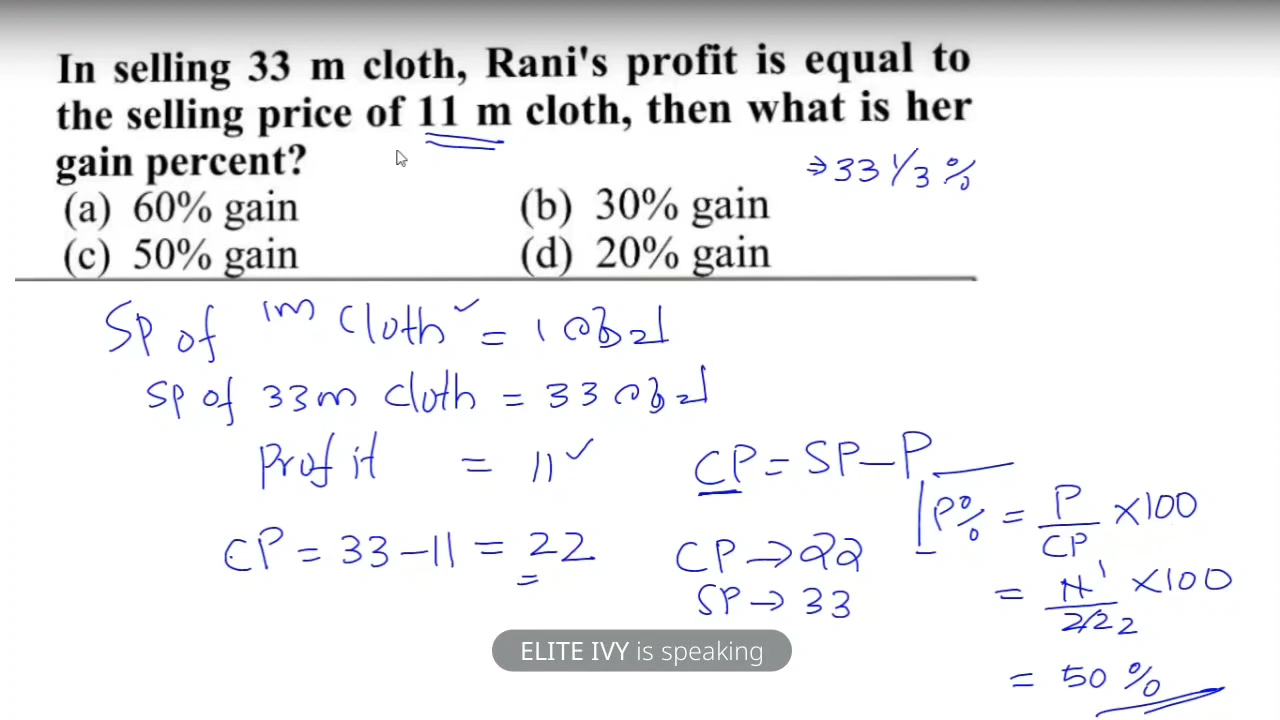 In selling 33 m cloth, Rani's profit is equal to
the selling price of 11 m cloth, then what is her
gain percent?
⇒ 33 1/3 %
(a) 60% gain (b) 30% gain
(c) 50% gain (d) 20% gain
SP of 1m cloth ✓ = 1
SP of 33m cloth = 33
Profit = 11 ✓
CP = 33 – 11 = 22
CP = SP – P
CP → 22
SP → 33
P% = P/CP × 100
= 11/22 × 100
= 50 %
ELITE IVY is speaking